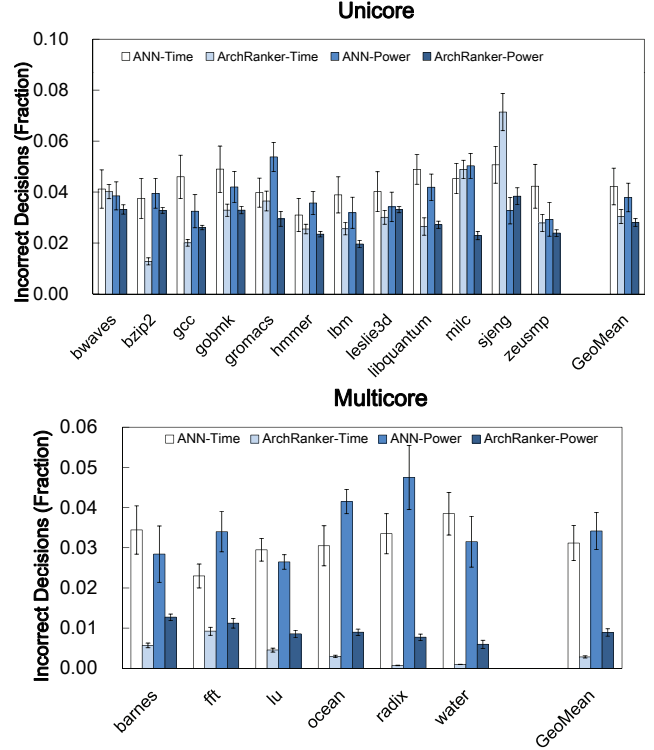 Unicore
Incorrect Decisions (Fraction)
0.10
0.08
0.06
0.04
0.02
0.00
ANN-Time ArchRanker-Time ANN-Power ArchRanker-Power
bwaves bzip2 gcc gobmk gromacs hmmer lbm leslie3d libquantum milc sjeng zeusmp GeoMean
Multicore
Incorrect Decisions (Fraction)
0.06
0.05
0.04
0.03
0.02
0.01
0.00
ANN-Time ArchRanker-Time ANN-Power ArchRanker-Power
barnes fft lu ocean radix water GeoMean